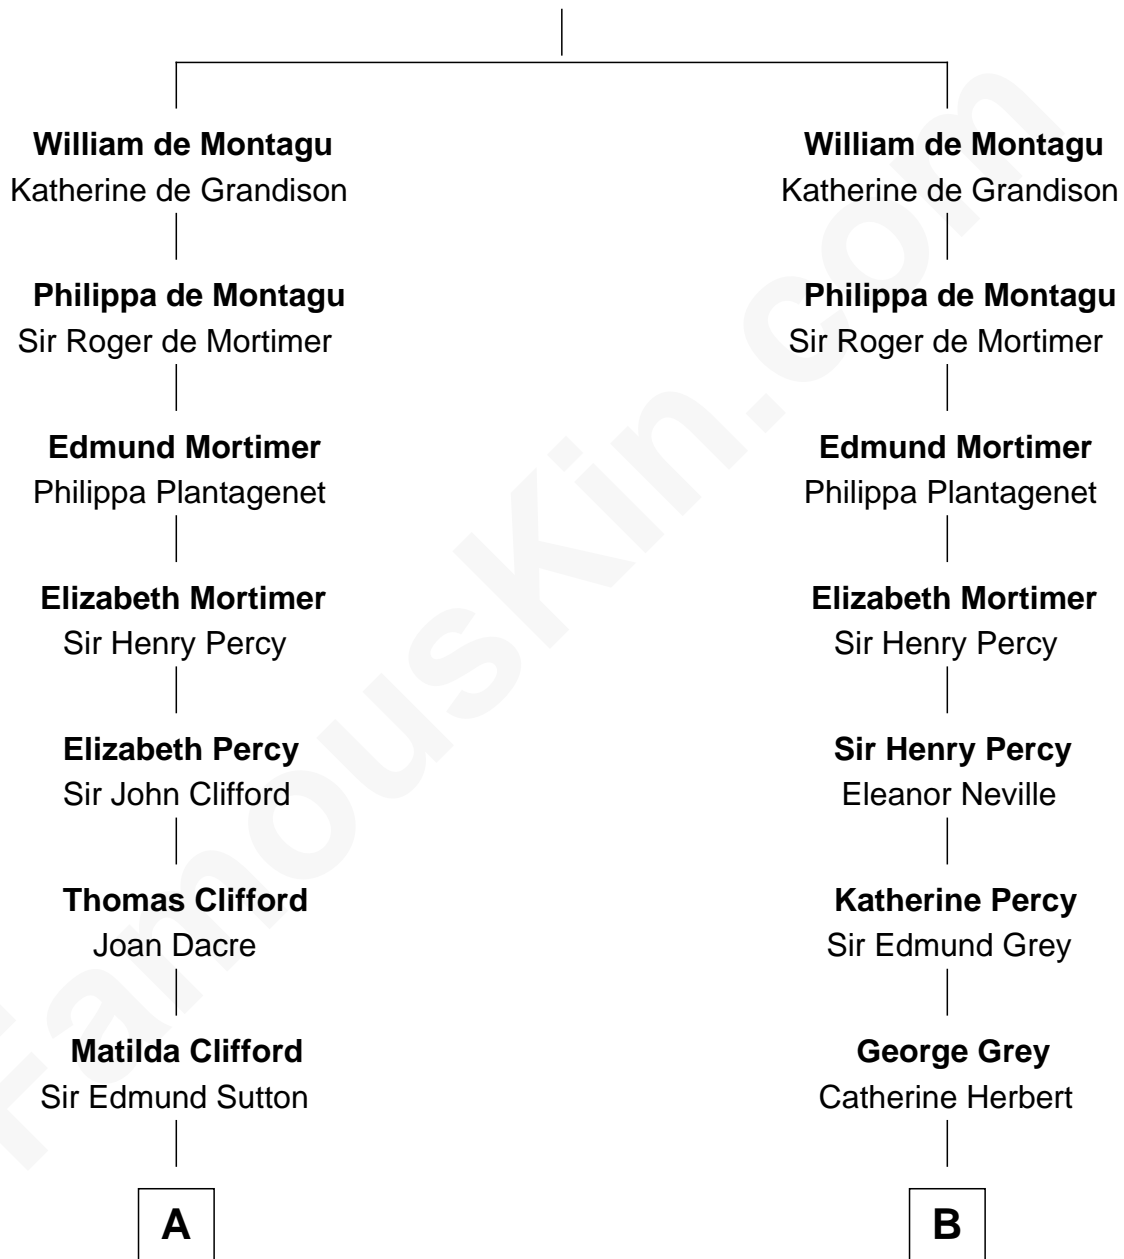 William de Montagu
Katherine de Grandison
Philippa de Montagu
Sir Roger de Mortimer
Edmund Mortimer
Philippa Plantagenet
Elizabeth Mortimer
Sir Henry Percy
Elizabeth Percy
Sir John Clifford
Thomas Clifford
Joan Dacre
Matilda Clifford
Sir Edmund Sutton
A
William de Montagu
Katherine de Grandison
Philippa de Montagu
Sir Roger de Mortimer
Edmund Mortimer
Philippa Plantagenet
Elizabeth Mortimer
Sir Henry Percy
Sir Henry Percy
Eleanor Neville
Katherine Percy
Sir Edmund Grey
George Grey
Catherine Herbert
B
FamousKin.com